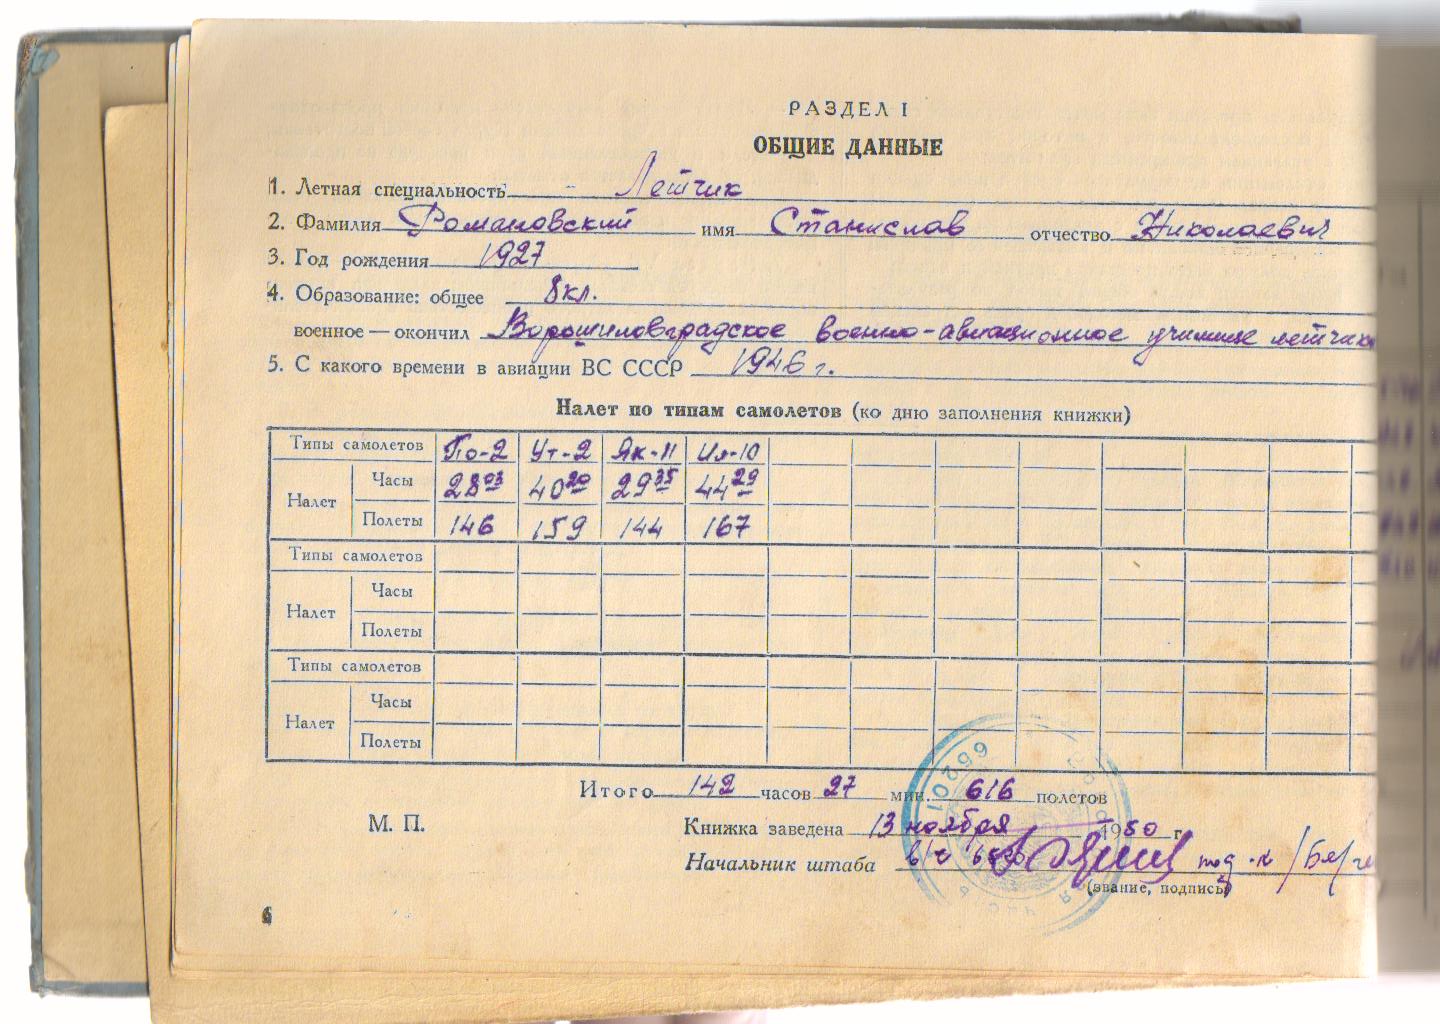 РАЗДЕЛ I
ОБЩИЕ ДАННЫЕ
1. Летная специальность Летчик
2. Фамилия Романовский имя Станислав отчество Николаевич
3. Год рождения 1927
4. Образование: общее 8кл.
военное — окончил Ворошиловградское военно-авиационное училище летчик
5. С какого времени в авиации ВС СССР 1946 г.
Налет по типам самолетов (ко дню заполнения книжки)
Типы самолетов По-2 Ут-2 Як-11 Ил-10
Налет Часы 28 03 40 20 29 35 44 29
Полеты 146 159 144 167
Типы самолетов
Налет Часы
Полеты
Типы самолетов
Налет Часы
Полеты
Итого 142 часов 27 мин. 616 полетов
М. П. Книжка заведена 13 ноября 1950 г.
Начальник штаба в/ч под-к
(звание, подпись)
65201
6